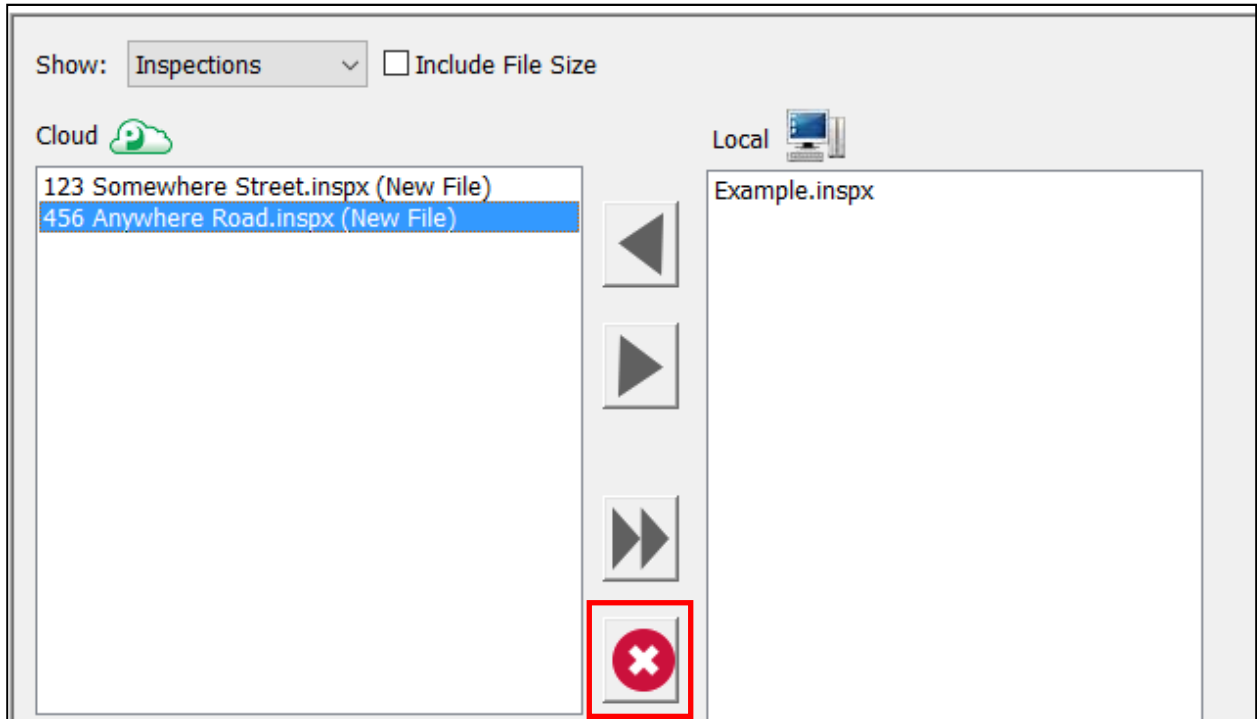 Show: Inspections Include File Size
Cloud
Local
123 Somewhere Street.inspx (New File)
456 Anywhere Road.inspx (New File)
Example.inspx